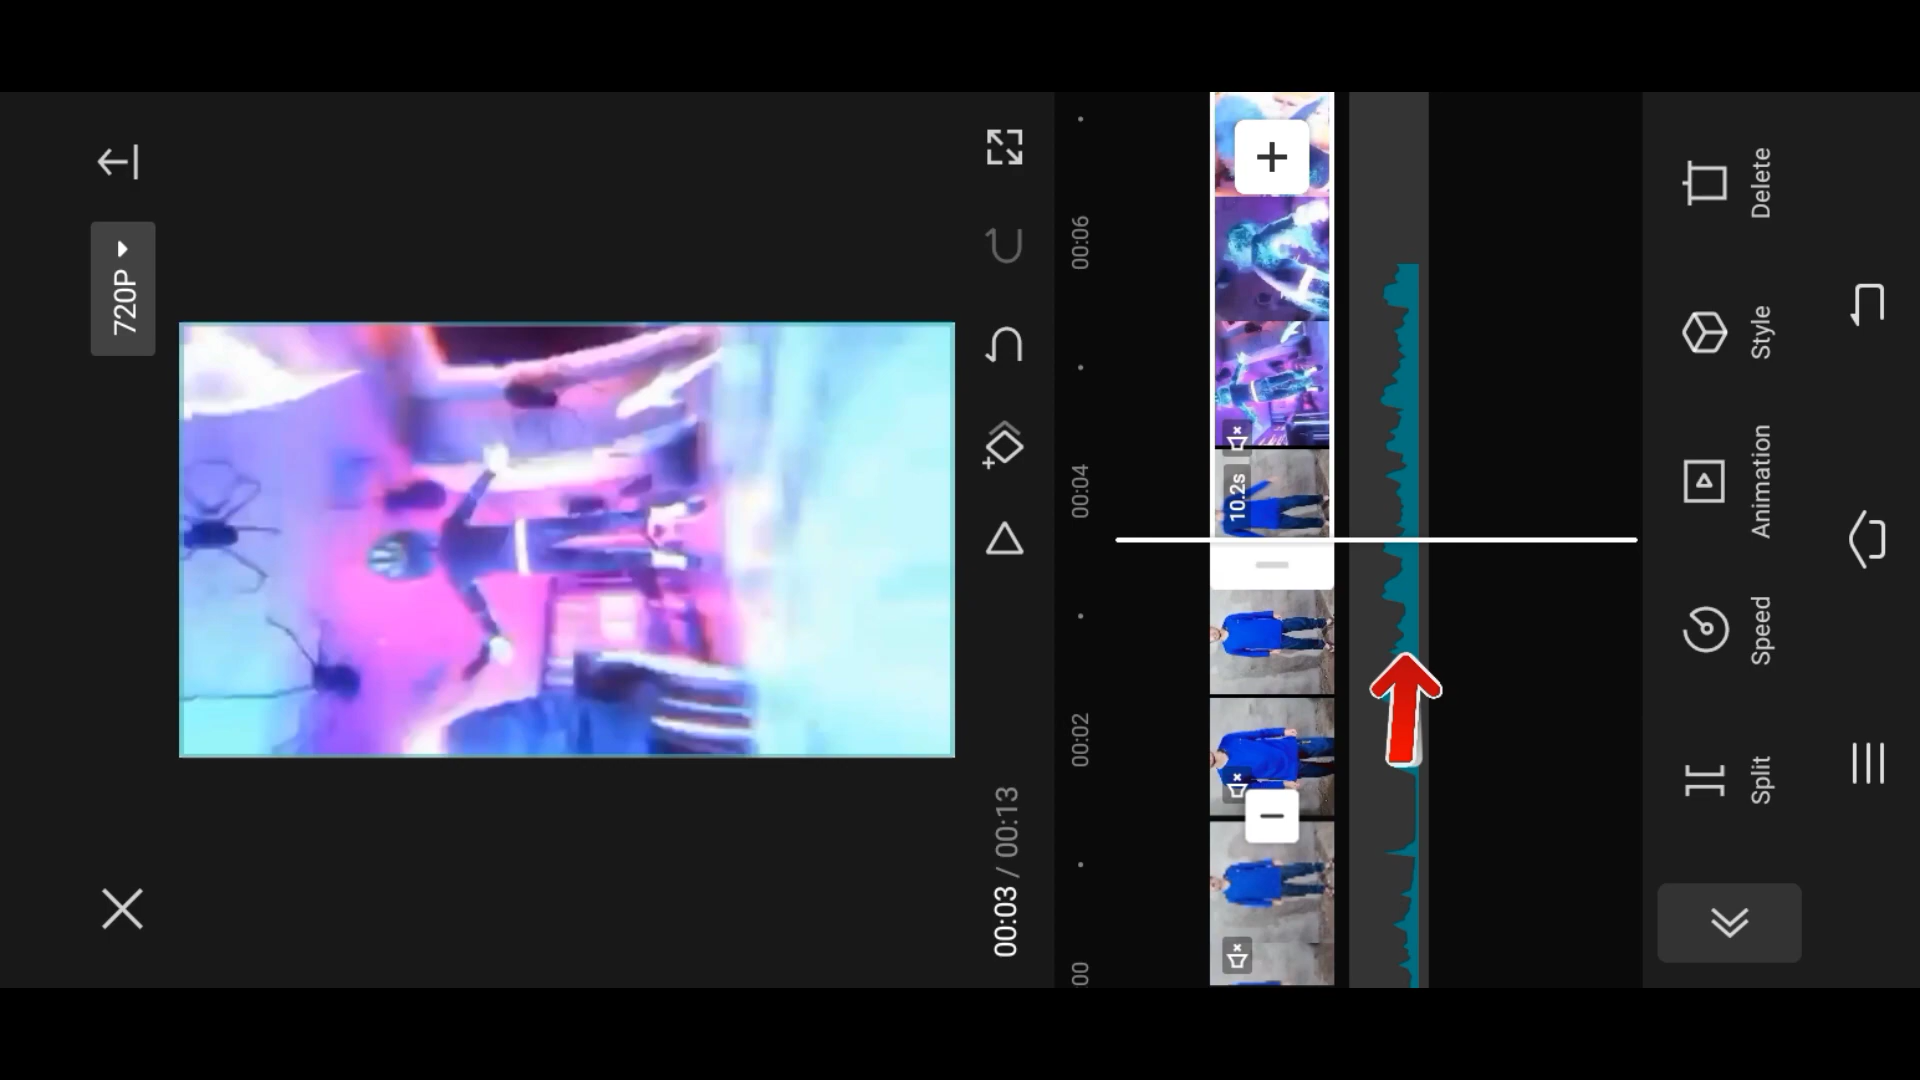 720P
00:03 / 00:13
:00
00:02
00:04
00:06
10.2s
Split
Speed
Animation
Style
Delete